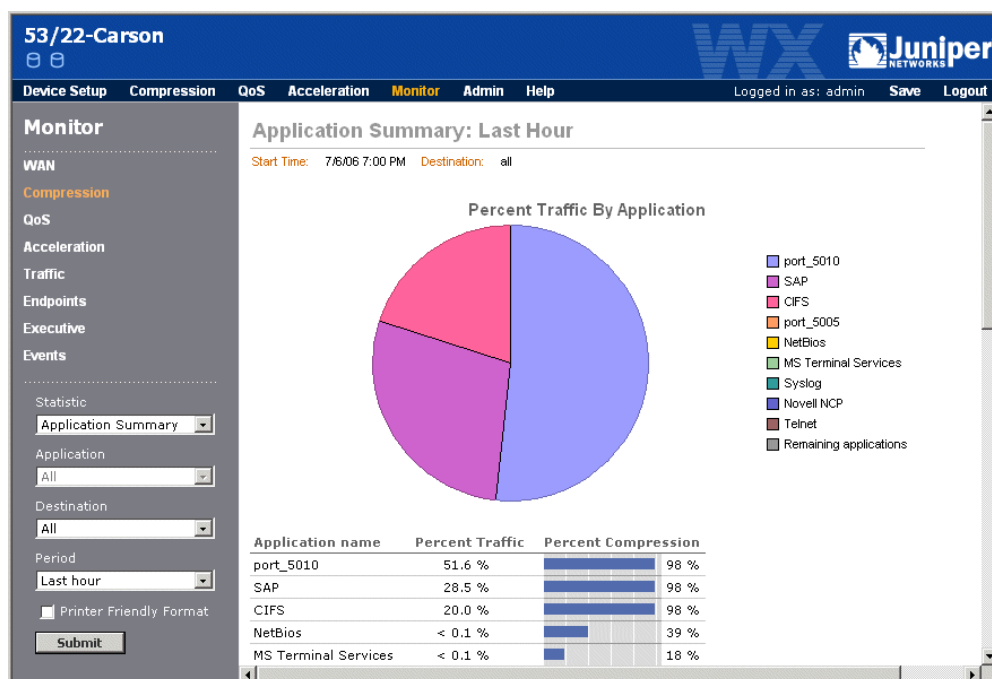 53/22-Carson
WX
Juniper
NETWORKS
Device Setup Compression QoS Acceleration Monitor Admin Help Logged in as: admin Save Logout
Monitor
WAN
Compression
QoS
Acceleration
Traffic
Endpoints
Executive
Events
Statistic
Application Summary
Application
All
Destination
All
Period
Last hour
Printer Friendly Format
Submit
Application Summary: Last Hour
Start Time: 7/6/06 7:00 PM Destination: all
Percent Traffic By Application
port_5010
SAP
CIFS
port_5005
NetBios
MS Terminal Services
Syslog
Novell NCP
Telnet
Remaining applications
Application name Percent Traffic Percent Compression
port_5010 51.6 % 98 %
SAP 28.5 % 98 %
CIFS 20.0 % 98 %
NetBios < 0.1 % 39 %
MS Terminal Services < 0.1 % 18 %